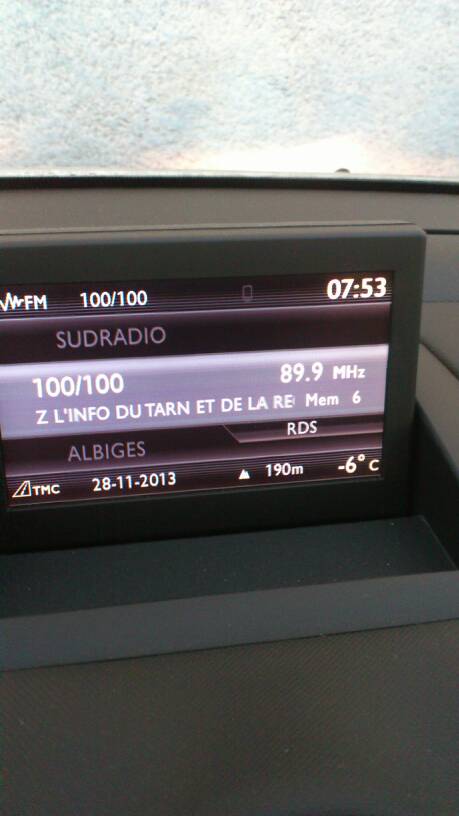 FM 100/100 07:53
SUDRADIO
100/100 89.9 MHz
Z L'INFO DU TARN ET DE LA RE Mem 6
RDS
ALBIGES
TMC 28-11-2013 190m -6°C